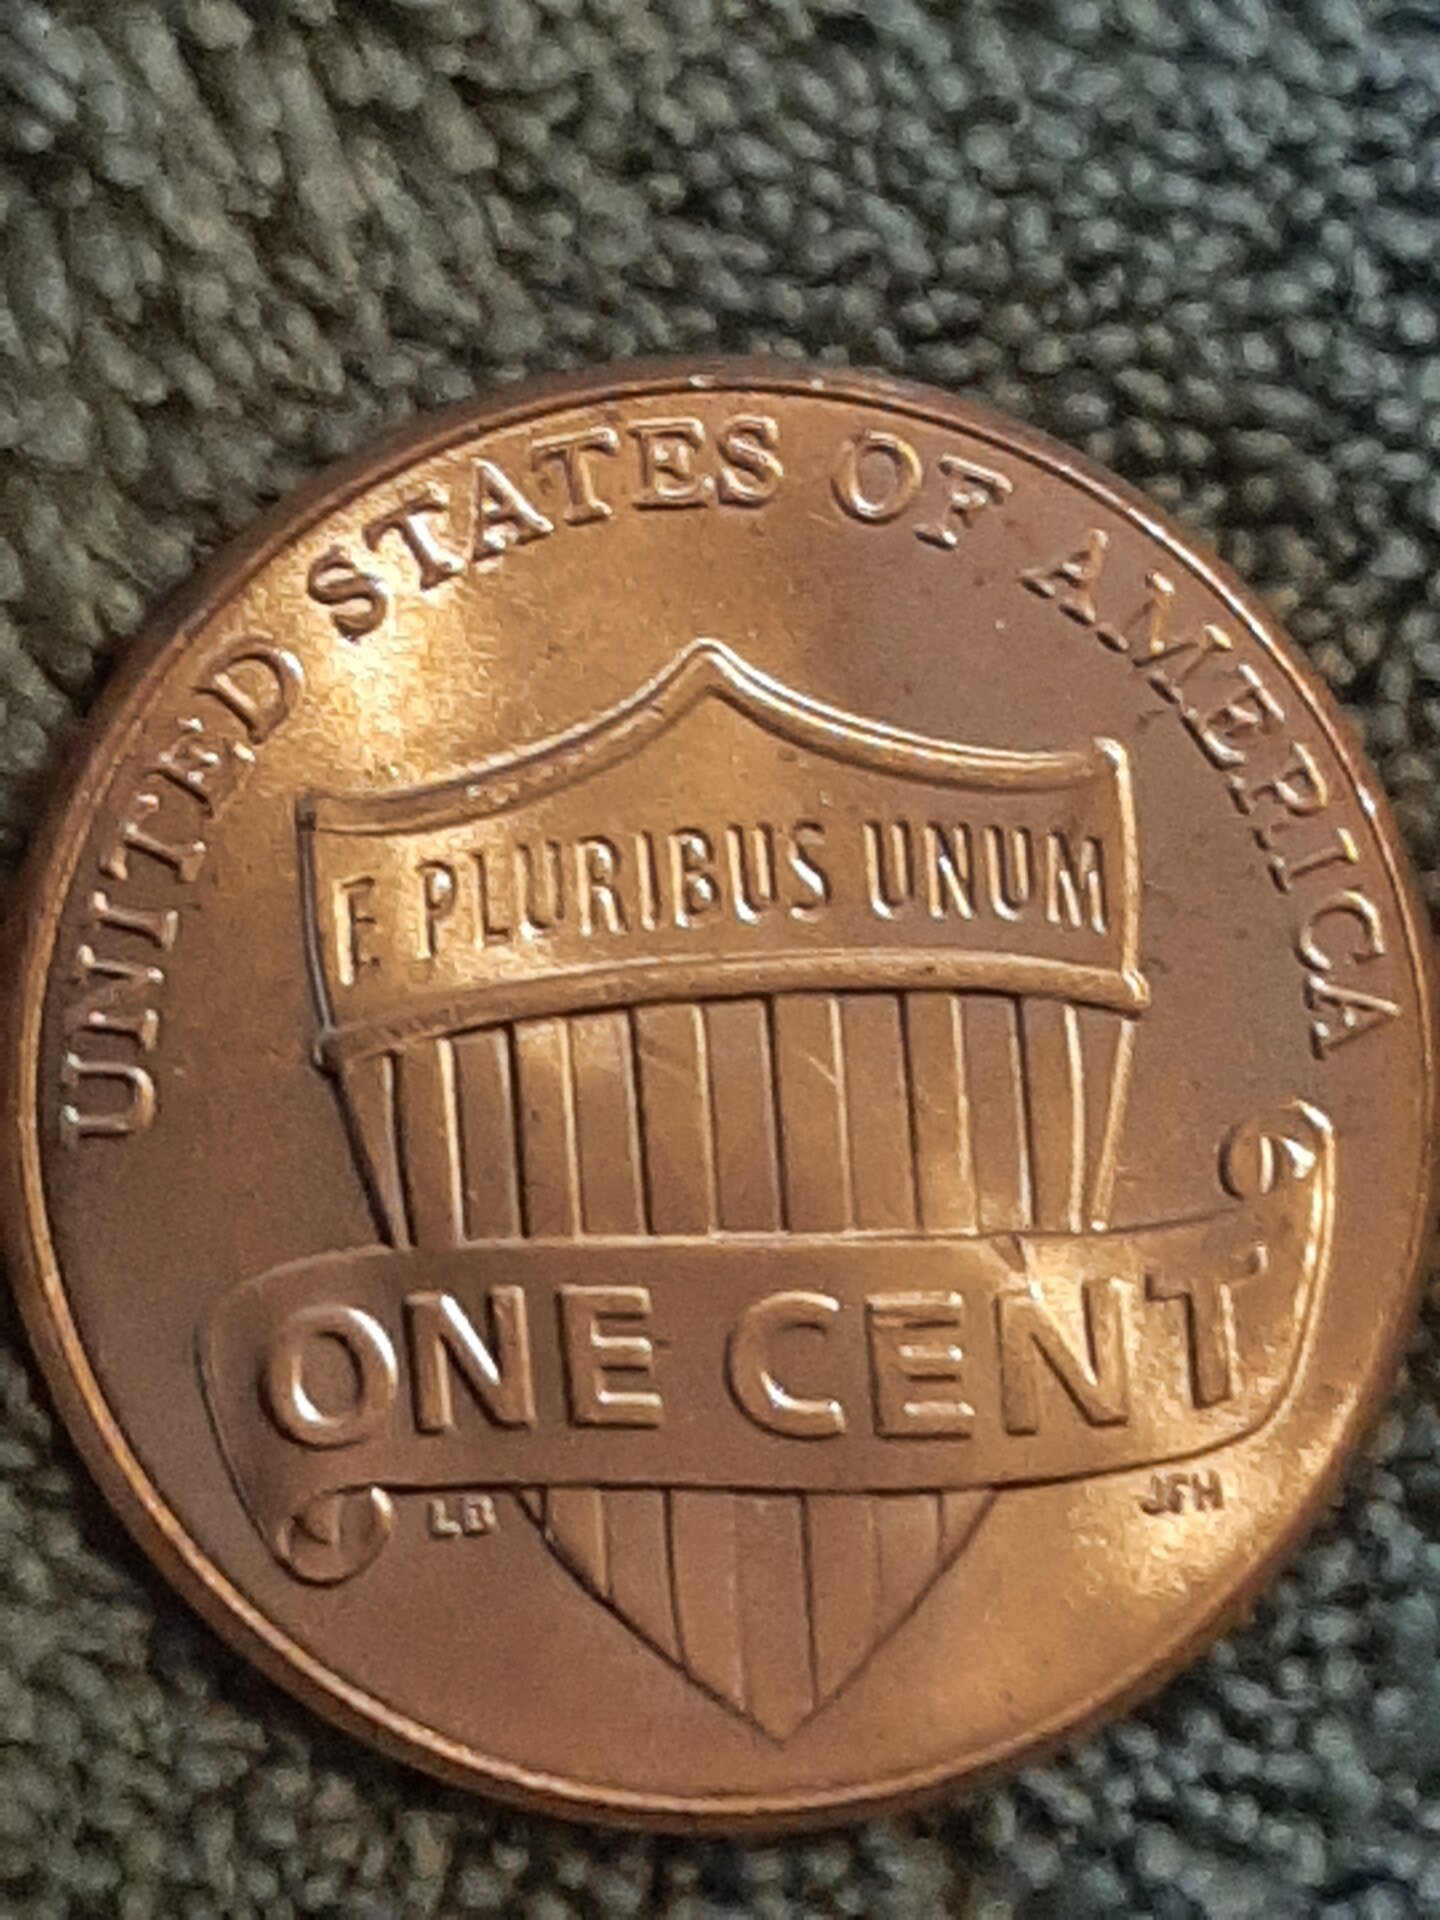 UNITED STATES OF AMERICA
E PLURIBUS UNUM
ONE CENT
LB
JFH